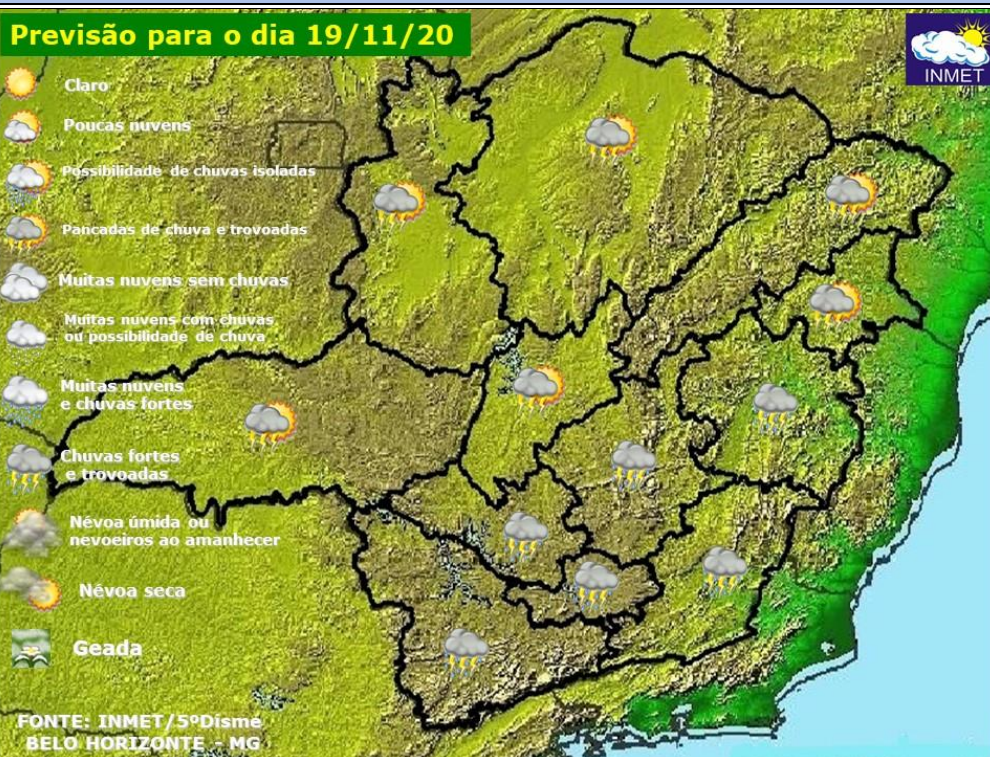 Previsão para o dia 19/11/20
INMET
Claro
Poucas nuvens
Possibilidade de chuvas isoladas
Pancadas de chuva e trovoadas
Muitas nuvens sem chuvas
Muitas nuvens com chuvas
ou possibilidade de chuva
Muitas nuvens
e chuvas fortes
Chuvas fortes
e trovoadas
Névoa úmida ou
nevoeiros ao amanhecer
Névoa seca
Geada
FONTE: INMET/5ºDisme
BELO HORIZONTE - MG